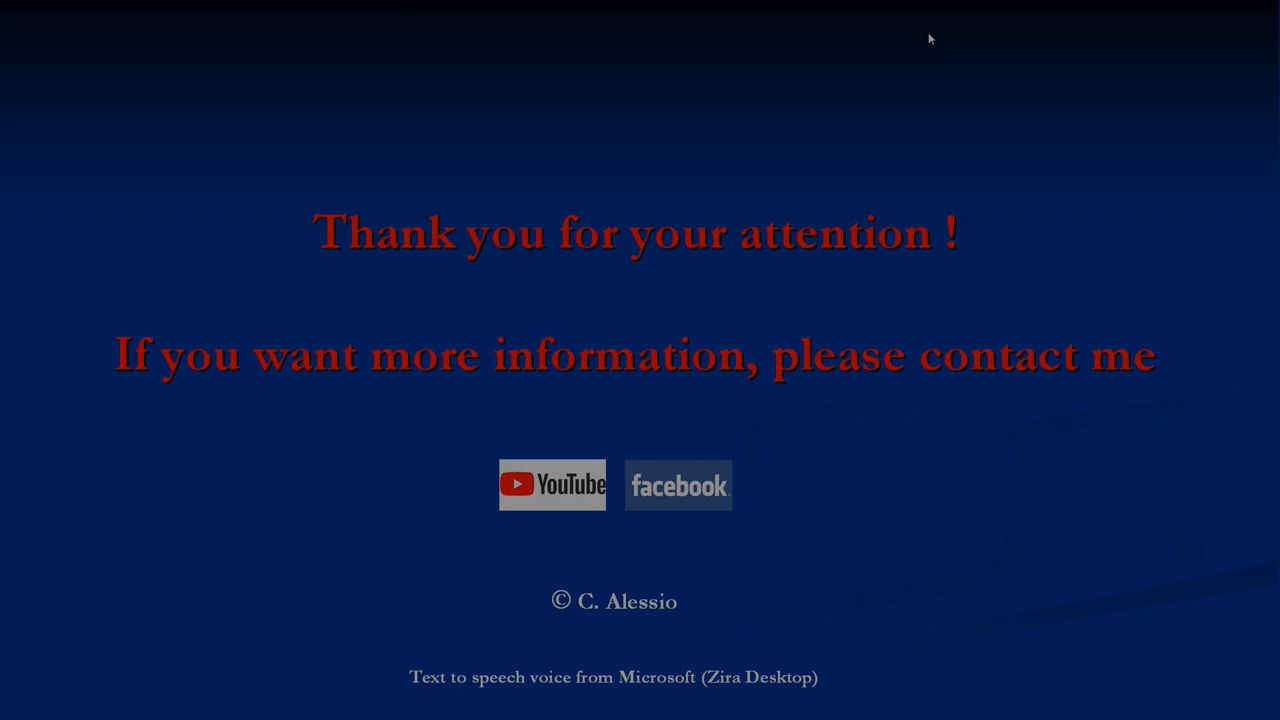 Thank you for your attention !
If you want more information, please contact me
YouTube facebook.
© C. Alessio
Text to speech voice from Microsoft (Zira Desktop)